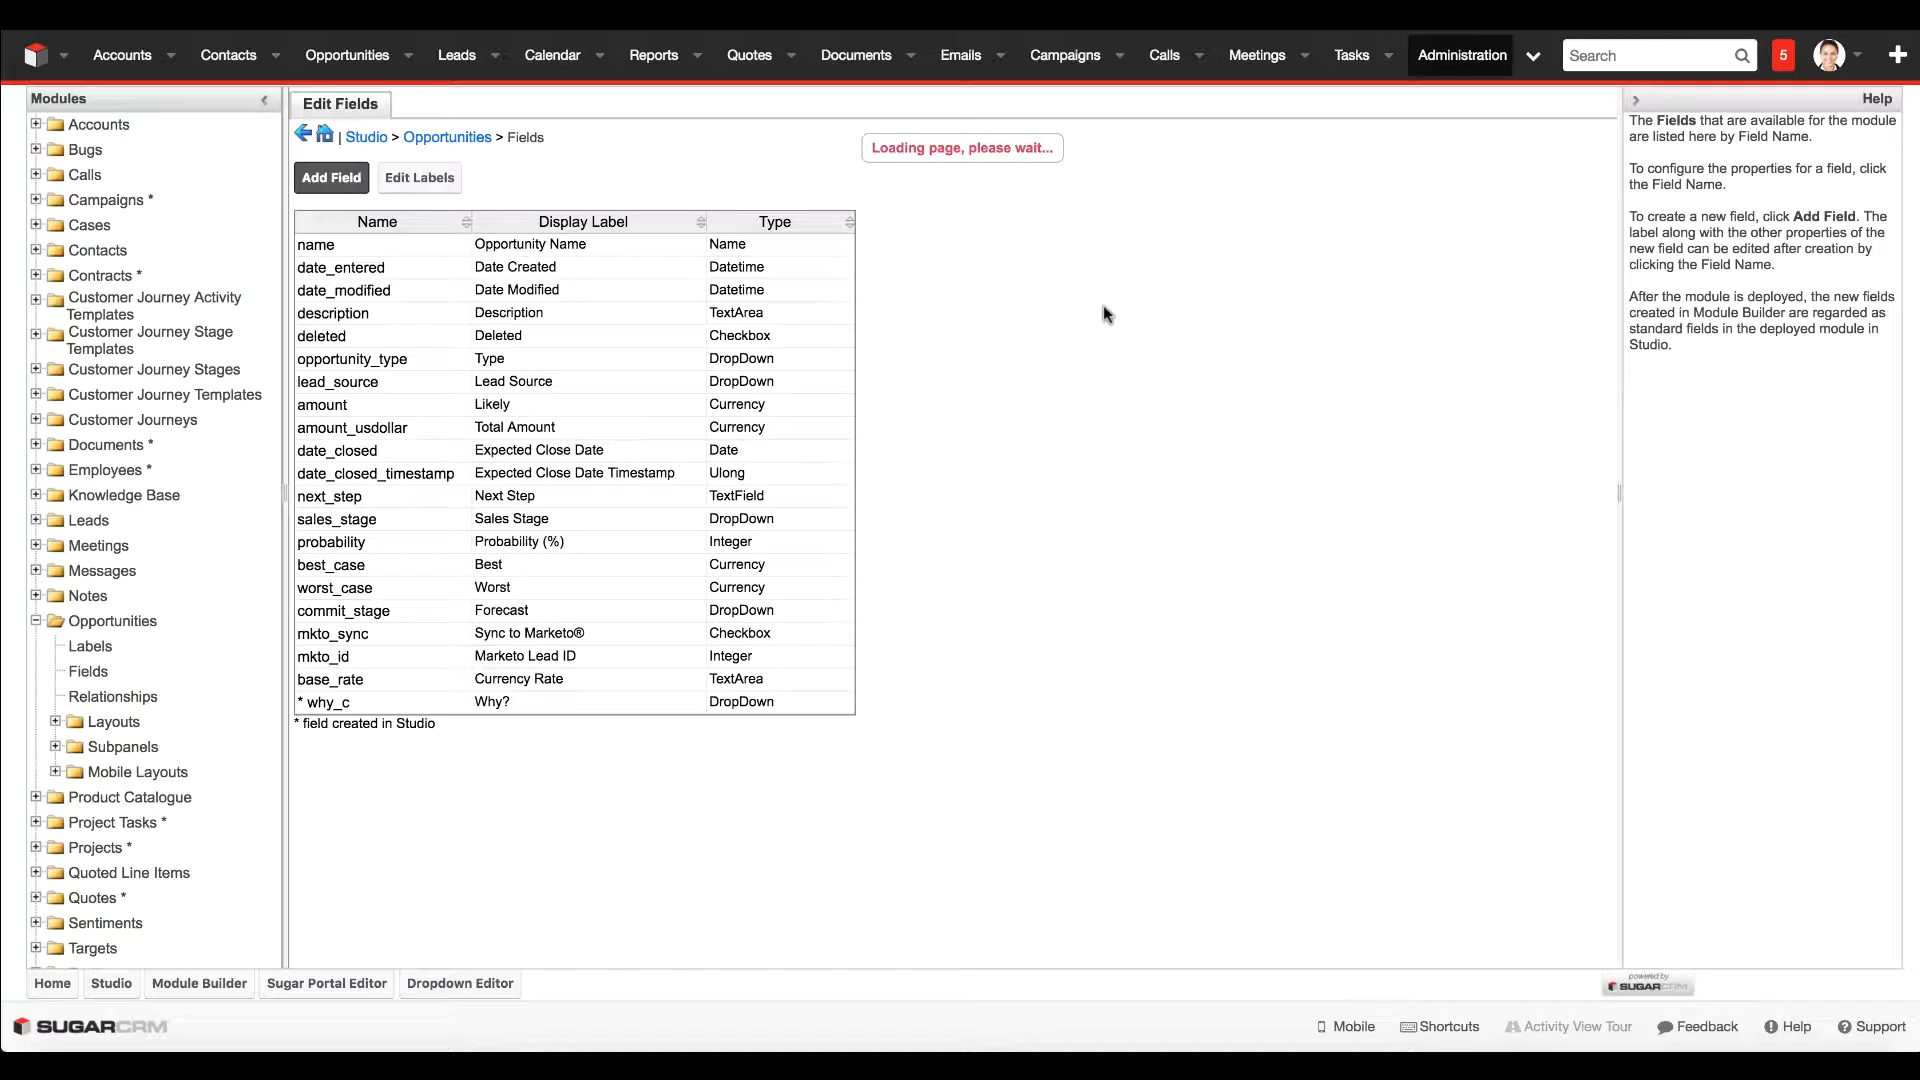 Accounts Contacts Opportunities Leads Calendar Reports Quotes Documents Emails Campaigns Calls Meetings Tasks Administration Search 5
Modules
Accounts
Bugs
Calls
Campaigns *
Cases
Contacts
Contracts *
Customer Journey Activity
Templates
Customer Journey Stage
Templates
Customer Journey Stages
Customer Journey Templates
Customer Journeys
Documents *
Employees *
Knowledge Base
Leads
Meetings
Messages
Notes
Opportunities
Labels
Fields
Relationships
Layouts
Subpanels
Mobile Layouts
Product Catalogue
Project Tasks *
Projects *
Quoted Line Items
Quotes *
Sentiments
Targets
Edit Fields
| Studio > Opportunities > Fields
Loading page, please wait...
Add Field Edit Labels
Name Display Label Type
name Opportunity Name Name
date_entered Date Created Datetime
date_modified Date Modified Datetime
description Description TextArea
deleted Deleted Checkbox
opportunity_type Type DropDown
lead_source Lead Source DropDown
amount Likely Currency
amount_usdollar Total Amount Currency
date_closed Expected Close Date Date
date_closed_timestamp Expected Close Date Timestamp Ulong
next_step Next Step TextField
sales_stage Sales Stage DropDown
probability Probability (%) Integer
best_case Best Currency
worst_case Worst Currency
commit_stage Forecast DropDown
mkto_sync Sync to Marketo® Checkbox
mkto_id Marketo Lead ID Integer
base_rate Currency Rate TextArea
* why_c Why? DropDown
* field created in Studio
Help
The Fields that are available for the module
are listed here by Field Name.
To configure the properties for a field, click
the Field Name.
To create a new field, click Add Field. The
label along with the other properties of the
new field can be edited after creation by
clicking the Field Name.
After the module is deployed, the new fields
created in Module Builder are regarded as
standard fields in the deployed module in
Studio.
Home Studio Module Builder Sugar Portal Editor Dropdown Editor
powered by
SUGARCRM
SUGARCRM
Mobile Shortcuts Activity View Tour Feedback Help Support